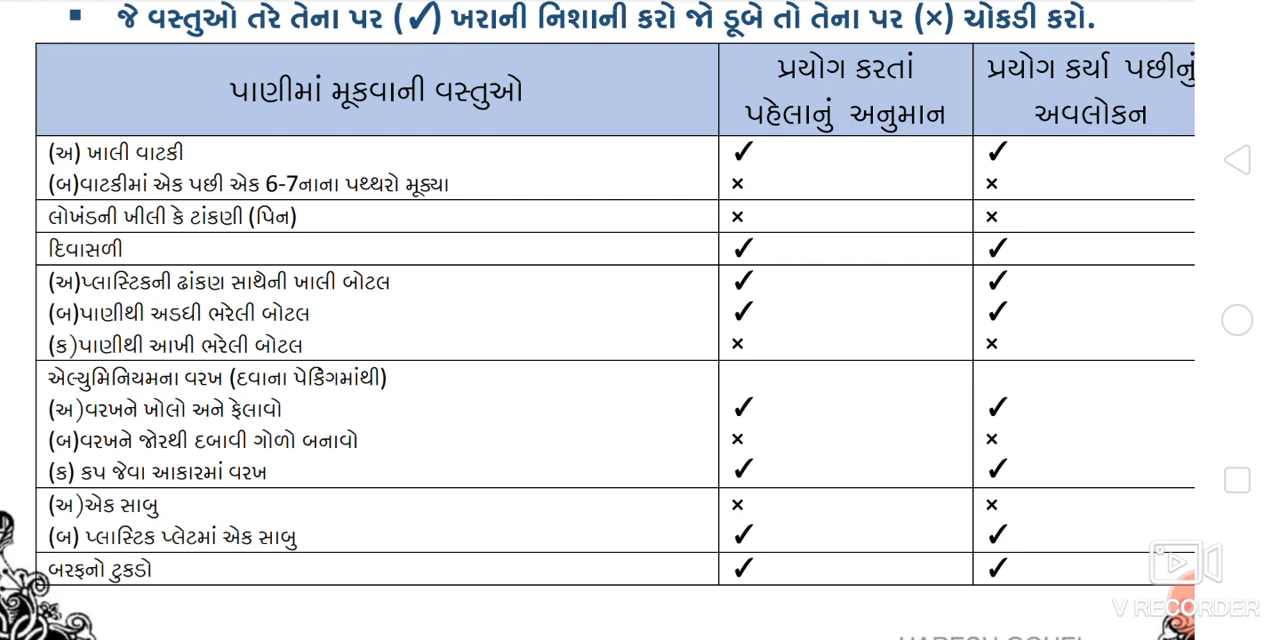 ▪ જે વસ્તુઓ તરે તેના પર (✓) ખરાની નિશાની કરો જો ડૂબે તો તેના પર (×) ચોકડી કરો.
પાણીમાં મૂકવાની વસ્તુઓ
પ્રયોગ કરતાં
પહેલાનું અનુમાન
પ્રયોગ કર્યા પછીનું
અવલોકન
(અ) ખાલી વાટકી ✓ ✓
(બ)વાટકીમાં એક પછી એક 6-7નાના પથ્થરો મૂક્યા × ×
લોખંડની ખીલી કે ટાંકણી (પિન) × ×
દિવાસળી ✓ ✓
(અ)પ્લાસ્ટિકની ઢાંકણ સાથેની ખાલી બોટલ ✓ ✓
(બ)પાણીથી અડધી ભરેલી બોટલ ✓ ✓
(ક)પાણીથી આખી ભરેલી બોટલ × ×
એલ્યુમિનિયમના વરખ (દવાના પેકિંગમાંથી)
(અ)વરખને ખોલો અને ફેલાવો ✓ ✓
(બ)વરખને જોરથી દબાવી ગોળો બનાવો × ×
(ક) કપ જેવા આકારમાં વરખ ✓ ✓
(અ)એક સાબુ × ×
(બ) પ્લાસ્ટિક પ્લેટમાં એક સાબુ ✓ ✓
બરફનો ટુકડો ✓ ✓
V RECORDER
HARESH GOHEL